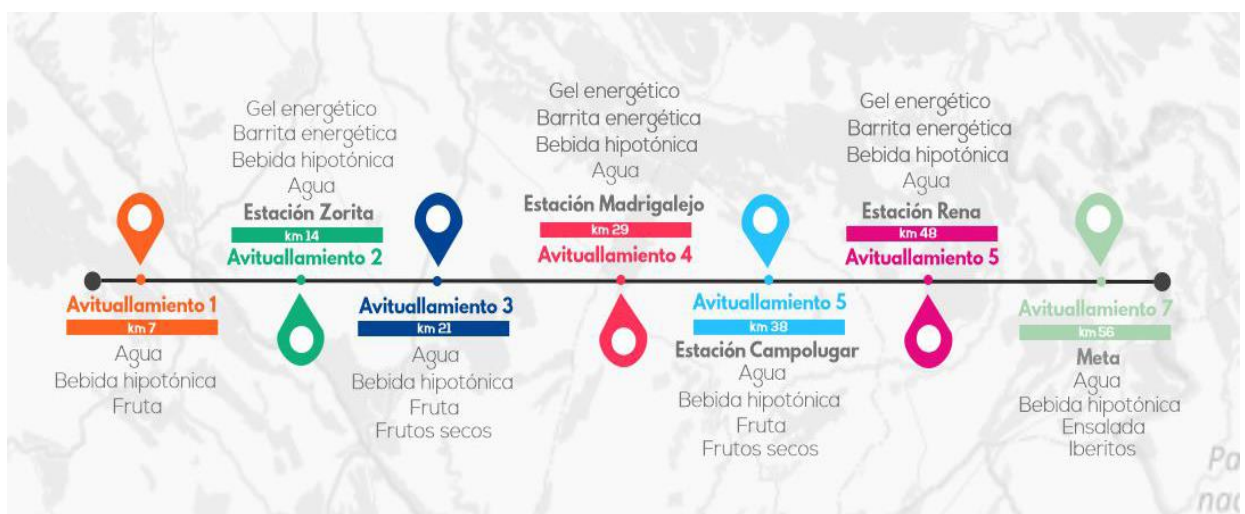 Avituallamiento 1
km 7
Agua
Bebida hipotónica
Fruta
Gel energético
Barrita energética
Bebida hipotónica
Agua
Estación Zorita
km 14
Avituallamiento 2
Avituallamiento 3
km 21
Agua
Bebida hipotónica
Fruta
Frutos secos
Gel energético
Barrita energética
Bebida hipotónica
Agua
Estación Madrigalejo
km 29
Avituallamiento 4
Avituallamiento 5
km 38
Estación Campolugar
Agua
Bebida hipotónica
Fruta
Frutos secos
Gel energético
Barrita energética
Bebida hipotónica
Agua
Estación Rena
km 48
Avituallamiento 5
Avituallamiento 7
km 56
Meta
Agua
Bebida hipotónica
Ensalada
Iberitos